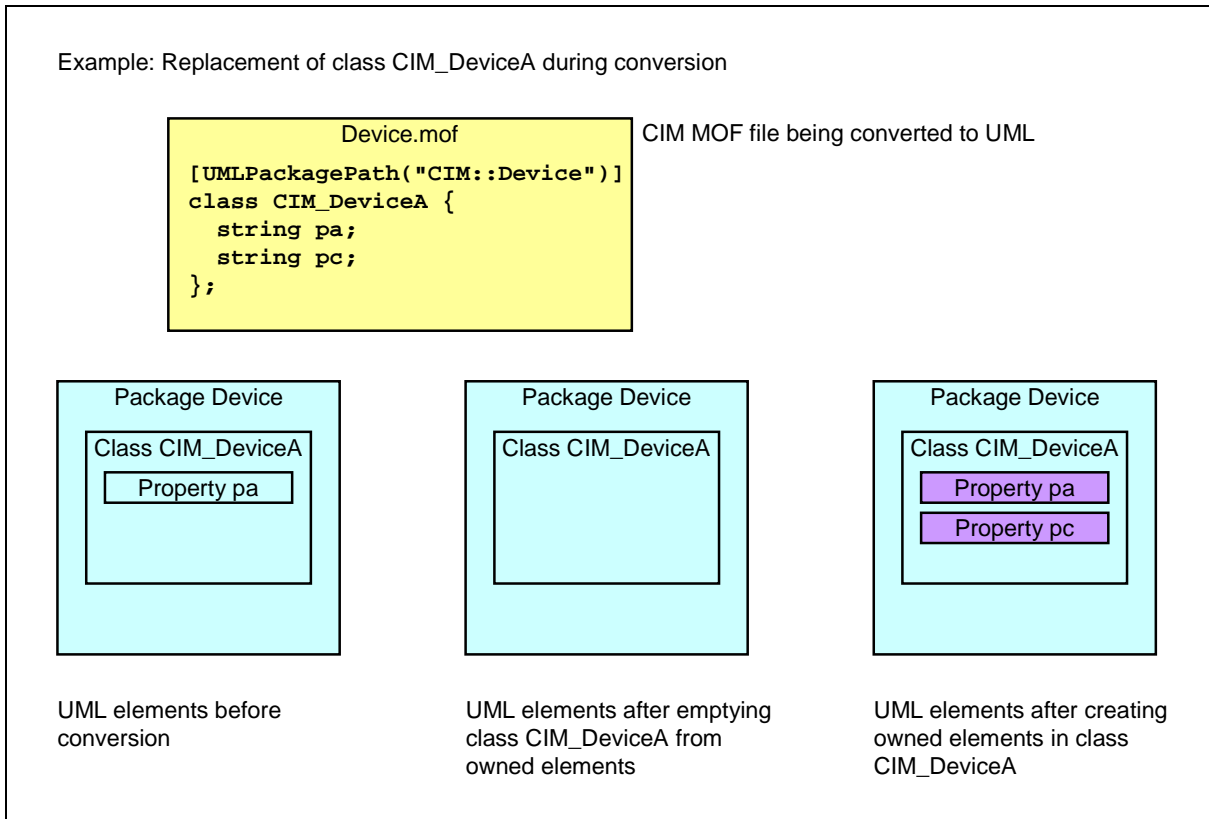 Example: Replacement of class CIM_DeviceA during conversion
Device.mof
CIM MOF file being converted to UML
[UMLPackagePath("CIM::Device")]
class CIM_DeviceA {
string pa;
string pc;
};
Package Device
Class CIM_DeviceA
Property pa
UML elements before
conversion
Package Device
Class CIM_DeviceA
UML elements after emptying
class CIM_DeviceA from
owned elements
Package Device
Class CIM_DeviceA
Property pa
Property pc
UML elements after creating
owned elements in class
CIM_DeviceA